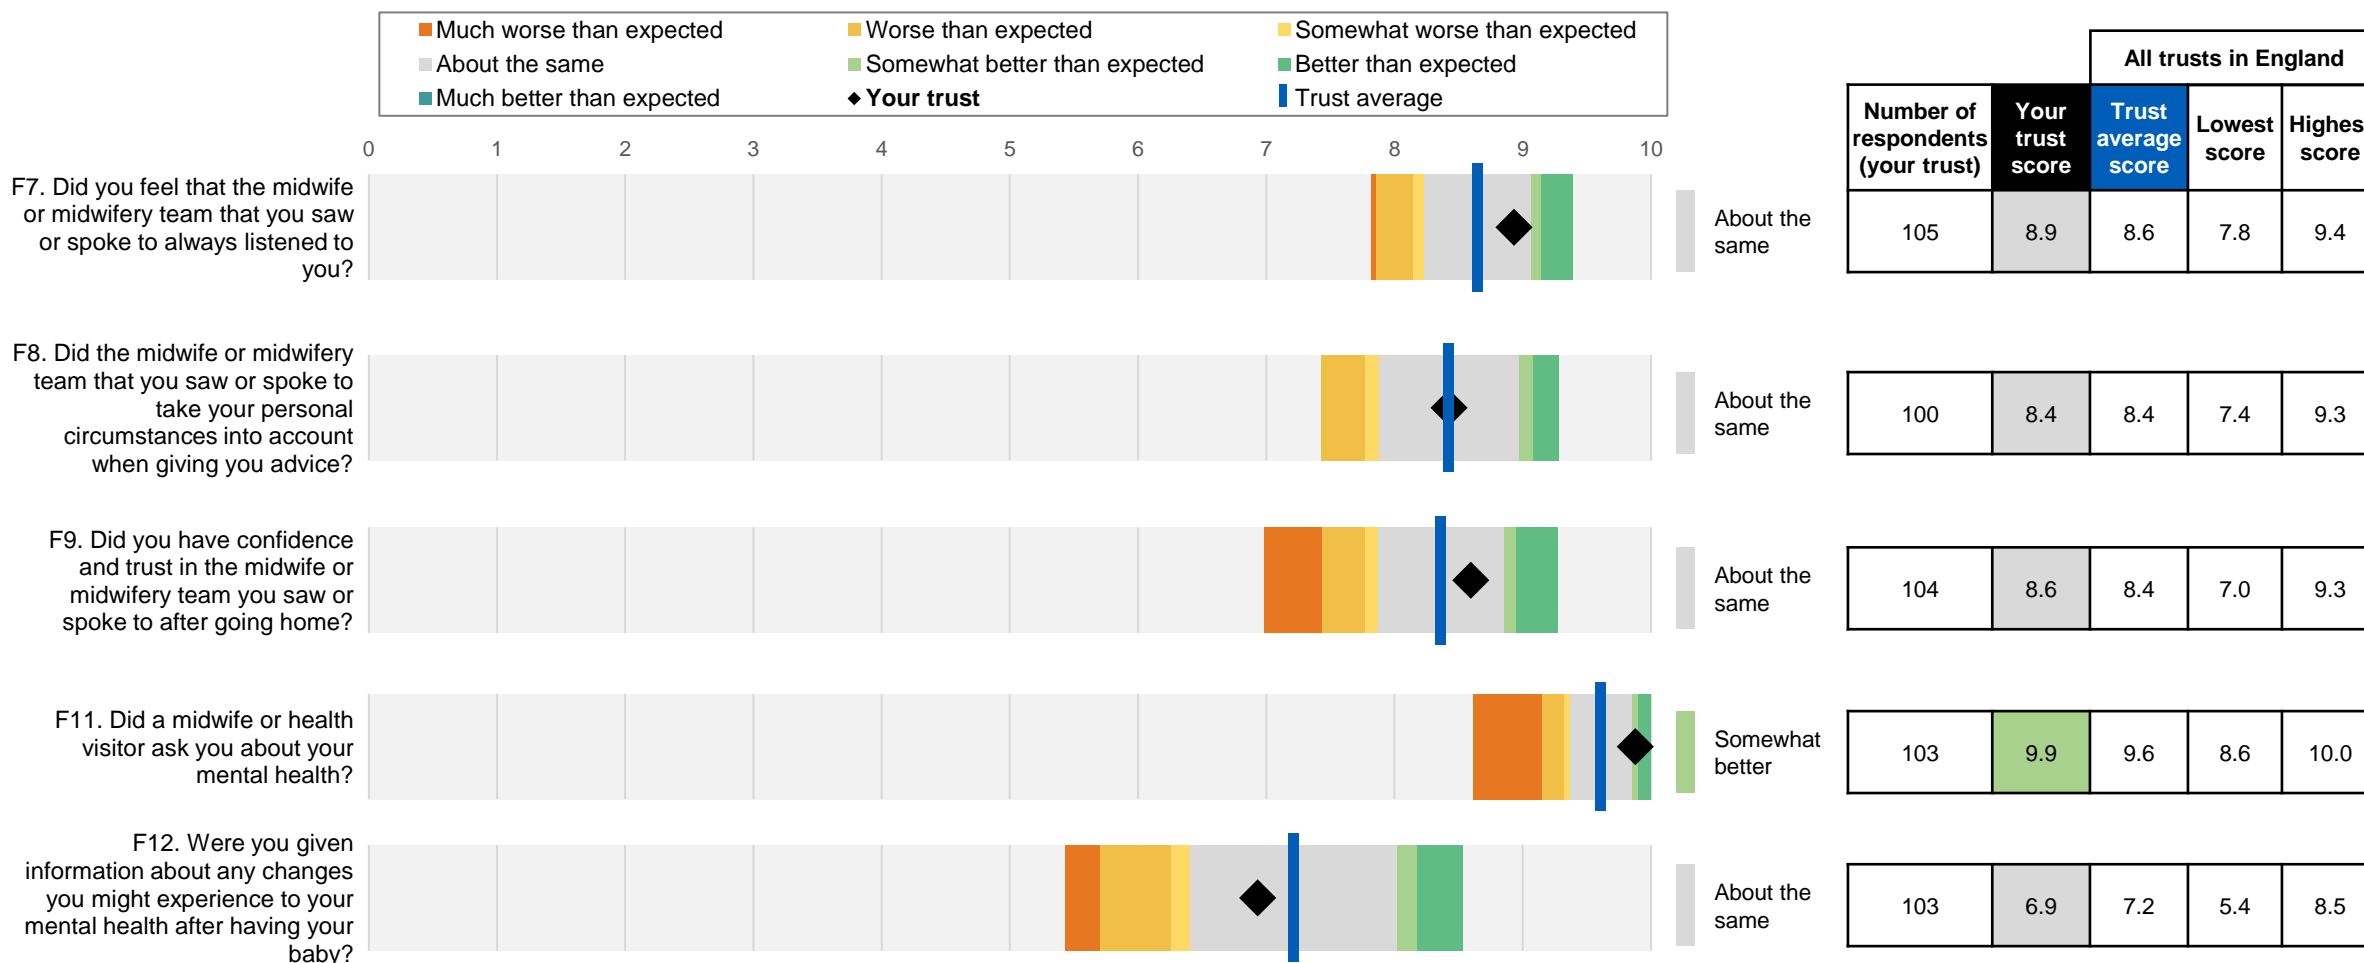 Much worse than expected
Worse than expected
Somewhat worse than expected
About the same
Somewhat better than expected
Better than expected
Much better than expected
Your trust
Trust average
All trusts in England
Number of
respondents
(your trust)
Your
trust
score
Trust
average
score
Lowest
score
Highes
score
0 1 2 3 4 5 6 7 8 9 10
F7. Did you feel that the midwife
or midwifery team that you saw
or spoke to always listened to
you?
About the
same
105 8.9 8.6 7.8 9.4
F8. Did the midwife or midwifery
team that you saw or spoke to
take your personal
circumstances into account
when giving you advice?
About the
same
100 8.4 8.4 7.4 9.3
F9. Did you have confidence
and trust in the midwife or
midwifery team you saw or
spoke to after going home?
About the
same
104 8.6 8.4 7.0 9.3
F11. Did a midwife or health
visitor ask you about your
mental health?
Somewhat
better
103 9.9 9.6 8.6 10.0
F12. Were you given
information about any changes
you might experience to your
mental health after having your
baby?
About the
same
103 6.9 7.2 5.4 8.5